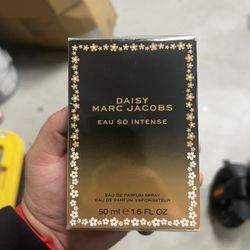 DAISY
MARC JACOBS
EAU SO INTENSE
EAU DE PARFUM SPRAY
EAU DE PARFUM VAPORISATEUR
50 ml ℮ 1.6 FL OZ